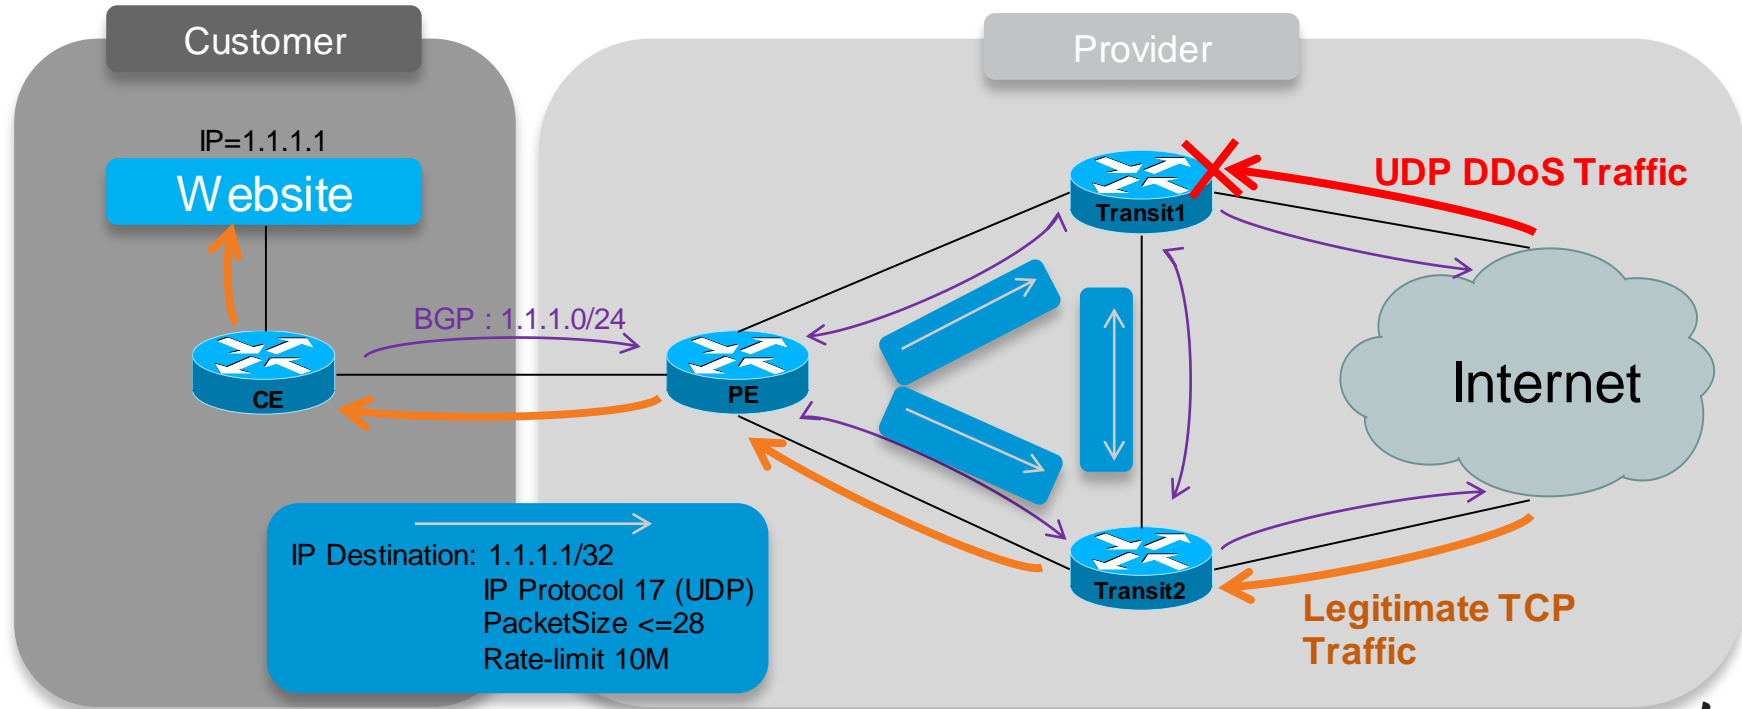 Customer
Provider
IP=1.1.1.1
Website
UDP DDoS Traffic
Transit1
BGP : 1.1.1.0/24
CE
PE
Internet
IP Destination: 1.1.1.1/32
IP Protocol 17 (UDP)
PacketSize <=28
Rate-limit 10M
Transit2
Legitimate TCP
Traffic